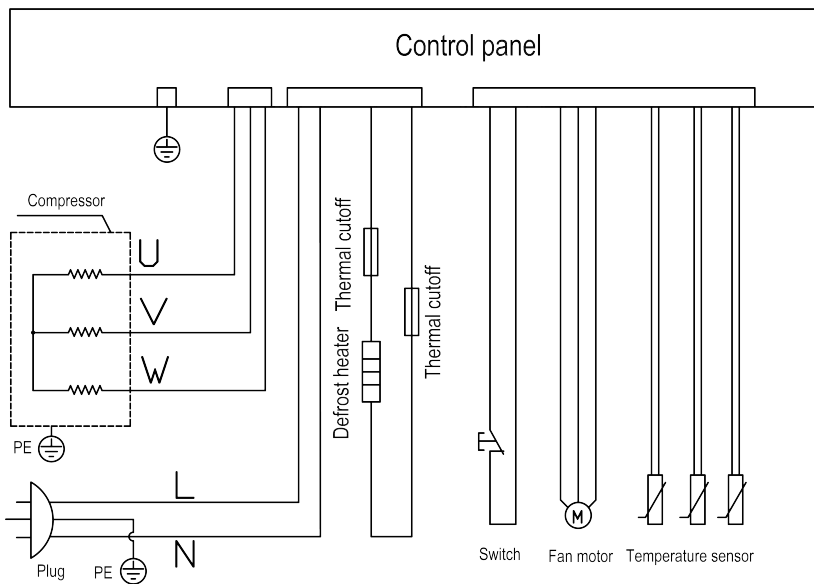 Control panel
Compressor
U
V
W
PE
L
N
Plug
PE
Thermal cutoff
Defrost heater
Thermal cutoff
M
Switch
Fan motor
Temperature sensor